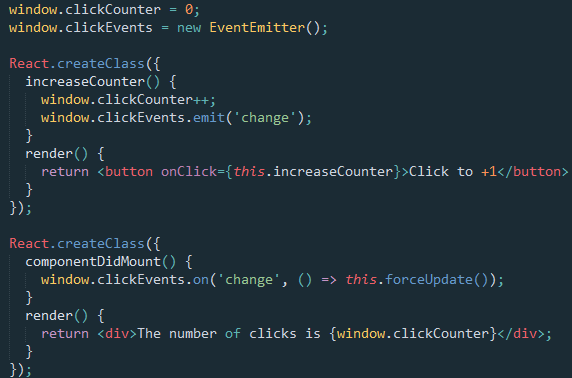 window.clickCounter = 0;
window.clickEvents = new EventEmitter();

React.createClass({
  increaseCounter() {
    window.clickCounter++;
    window.clickEvents.emit('change');
  }
  render() {
    return <button onClick={this.increaseCounter}>Click to +1</button>
  }
});

React.createClass({
  componentDidMount() {
    window.clickEvents.on('change', () => this.forceUpdate());
  }
  render() {
    return <div>The number of clicks is {window.clickCounter}</div>;
  }
});